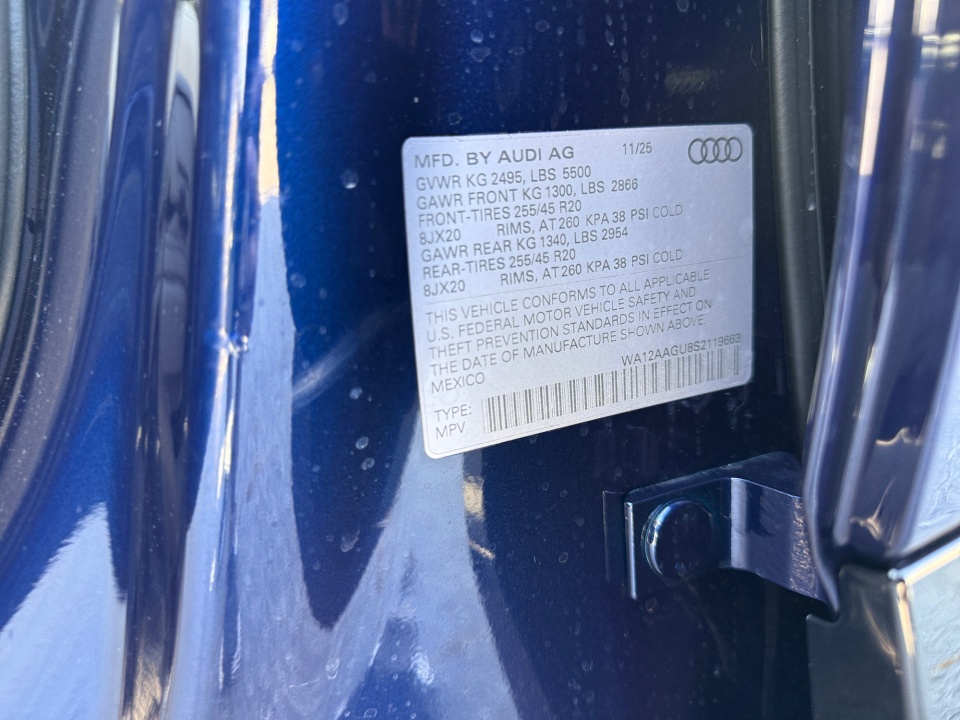 MFD. BY AUDI AG 11/25
GVWR KG 2495, LBS 5500
GAWR FRONT KG 1300, LBS 2866
FRONT-TIRES 255/45 R20
8JX20 RIMS, AT 260 KPA 38 PSI COLD
GAWR REAR KG 1340, LBS 2954
REAR-TIRES 255/45 R20
8JX20 RIMS, AT 260 KPA 38 PSI COLD
THIS VEHICLE CONFORMS TO ALL APPLICABLE
U.S. FEDERAL MOTOR VEHICLE SAFETY AND
THEFT PREVENTION STANDARDS IN EFFECT ON
THE DATE OF MANUFACTURE SHOWN ABOVE.
MEXICO WA12AAGU8S2119663
TYPE:
MPV